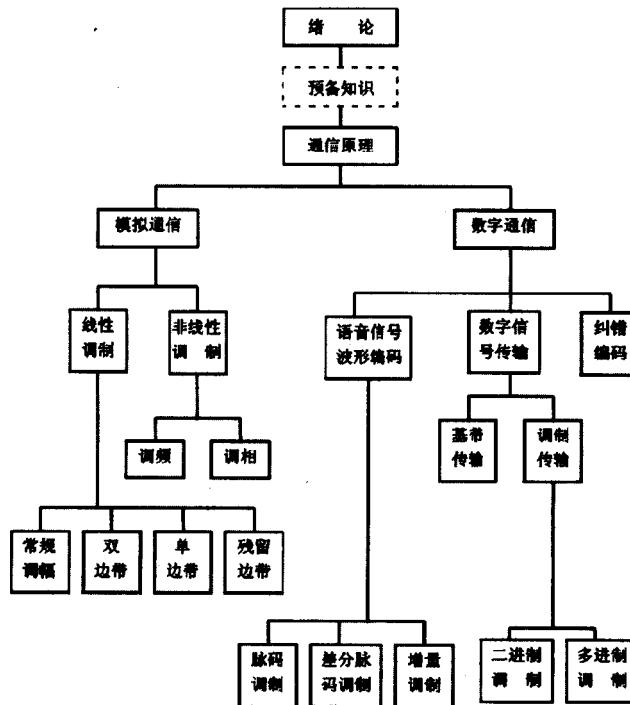 绪 论
预备知识
通信原理
模拟通信
数字通信
线性
调制
非线性
调 制
语音信号
波形编码
数字信
号传输
纠错
编码
调频
调相
基带
传输
调制
传输
常规
调幅
双
边带
单
边带
残留
边带
脉码
调制
差分脉
码调制
增量
调制
二进制
调 制
多进制
调 制